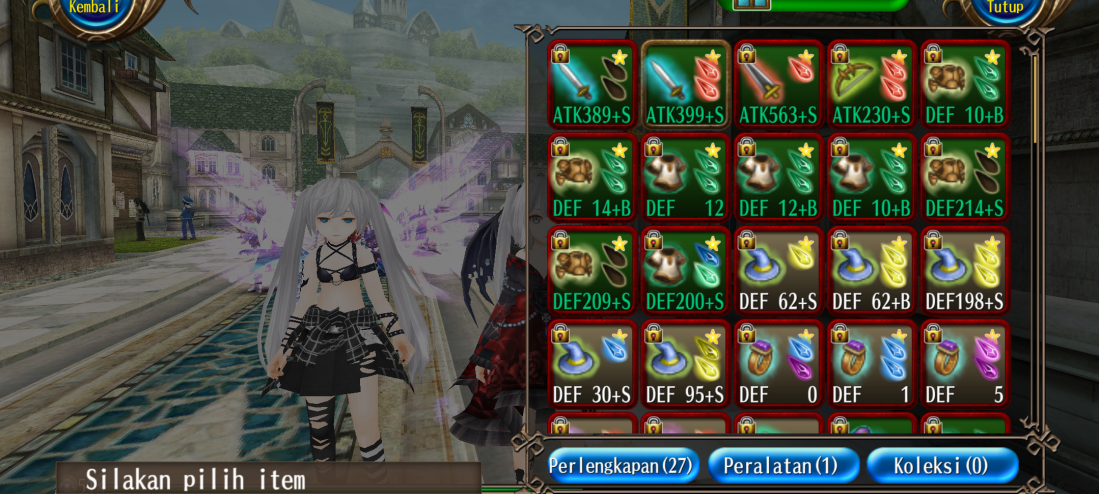 Kembali
Tutup
ATK389+S
ATK399+S
ATK563+S
ATK230+S
DEF 10+B
DEF 14+B
DEF 12
DEF 12+B
DEF 10+B
DEF214+S
DEF209+S
DEF200+S
DEF 62+S
DEF 62+B
DEF198+S
DEF 30+S
DEF 95+S
DEF 0
DEF 1
DEF 5
Perlengkapan(27)
Peralatan(1)
Koleksi(0)
Silakan pilih item